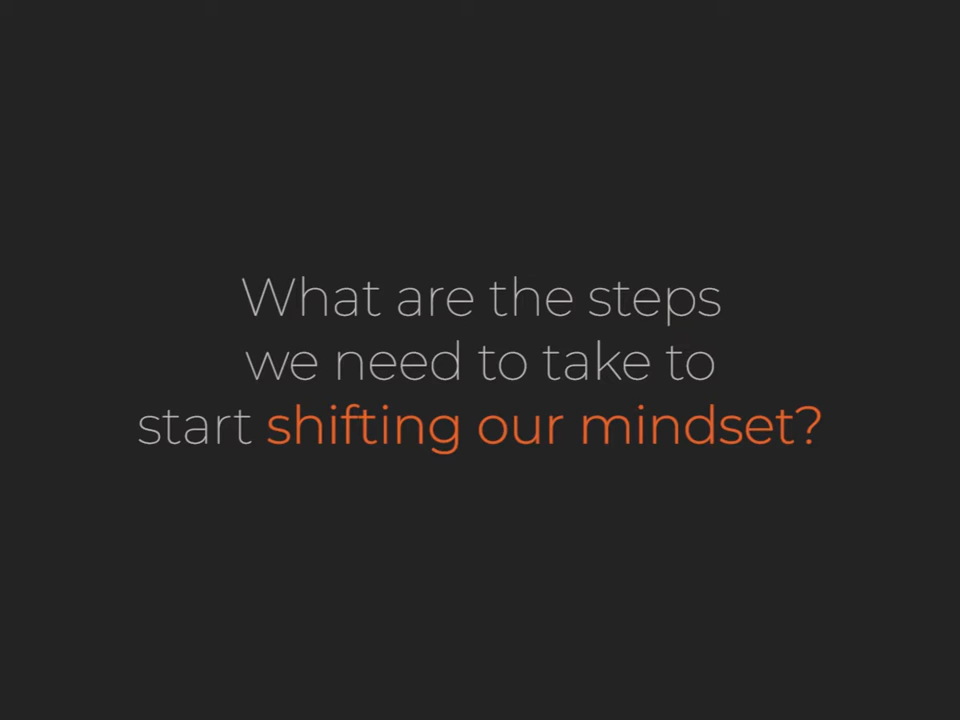 What are the steps
we need to take to
start shifting our mindset?